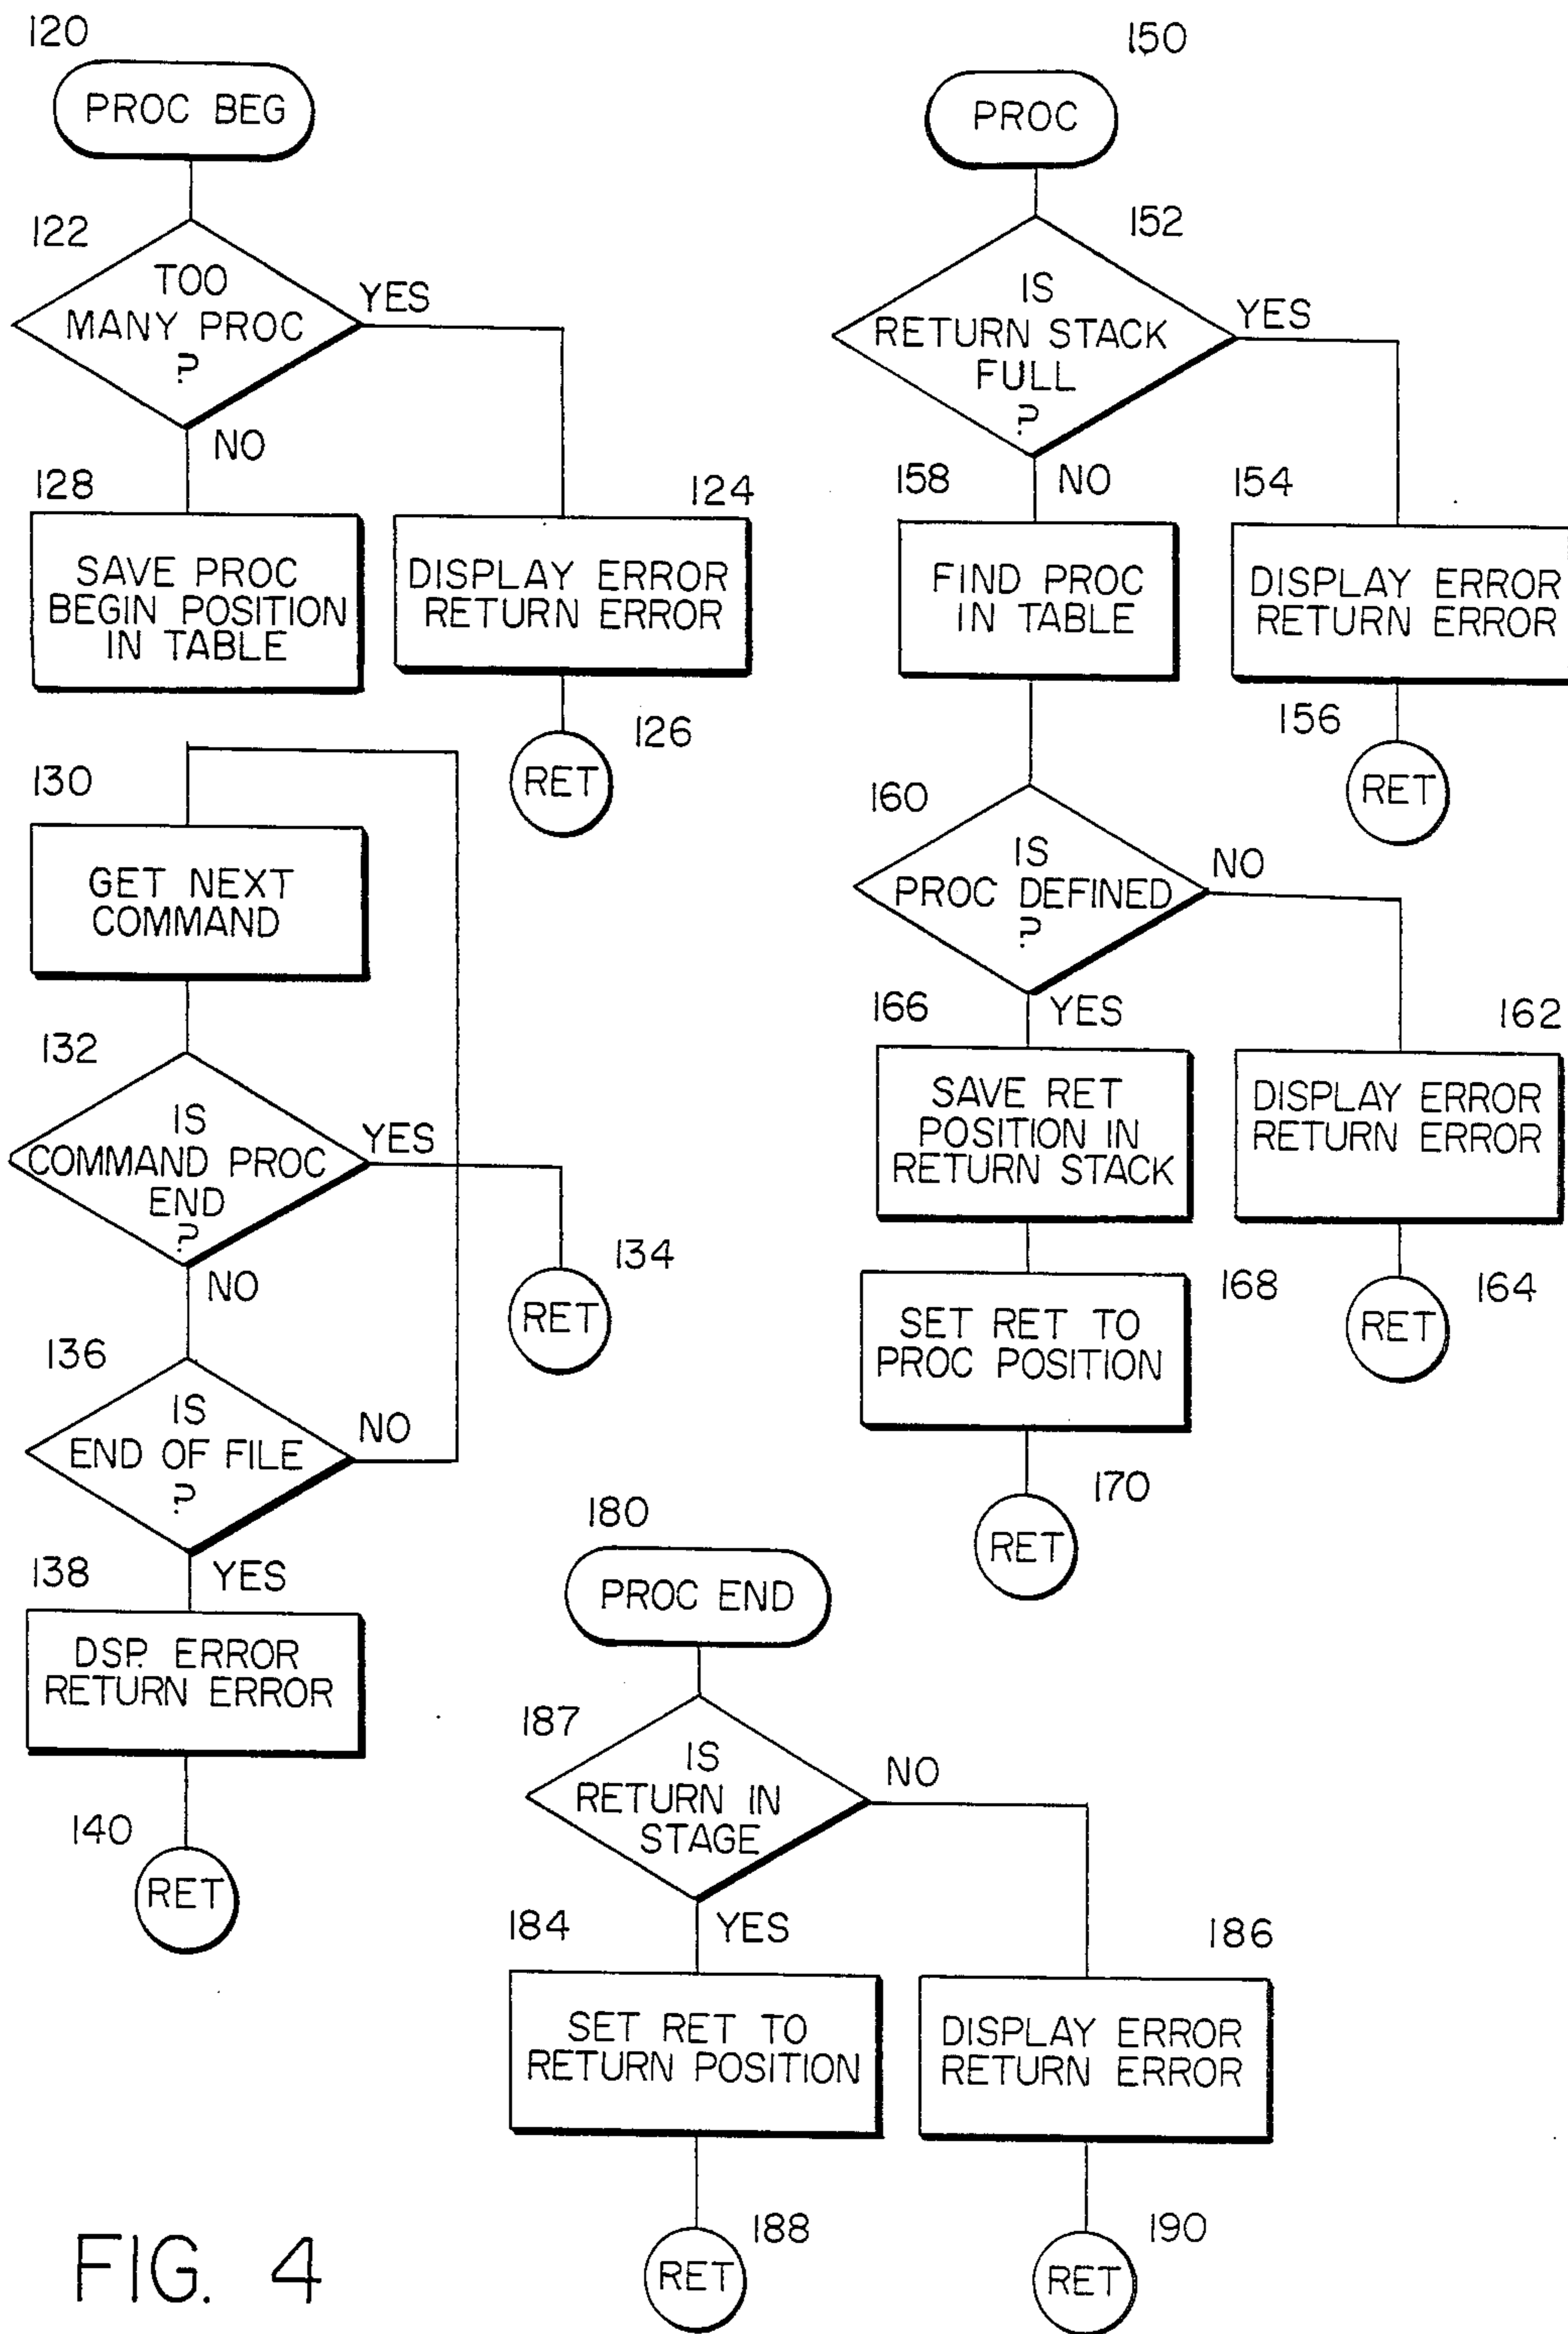 120
PROC BEG
122
TOO
MANY PROC
?
YES
NO
128
SAVE PROC
BEGIN POSITION
IN TABLE
124
DISPLAY ERROR
RETURN ERROR
126
RET
130
GET NEXT
COMMAND
132
IS
COMMAND PROC
END
?
YES
134
RET
NO
136
IS
END OF FILE
?
NO
YES
138
DSP. ERROR
RETURN ERROR
140
RET
150
PROC
152
IS
RETURN STACK
FULL
?
YES
NO
158
FIND PROC
IN TABLE
154
DISPLAY ERROR
RETURN ERROR
156
RET
160
IS
PROC DEFINED
?
NO
YES
166
SAVE RET
POSITION IN
RETURN STACK
162
DISPLAY ERROR
RETURN ERROR
164
RET
168
SET RET TO
PROC POSITION
170
RET
180
PROC END
187
IS
RETURN IN
STAGE
NO
YES
184
SET RET TO
RETURN POSITION
186
DISPLAY ERROR
RETURN ERROR
188
RET
190
RET
FIG. 4